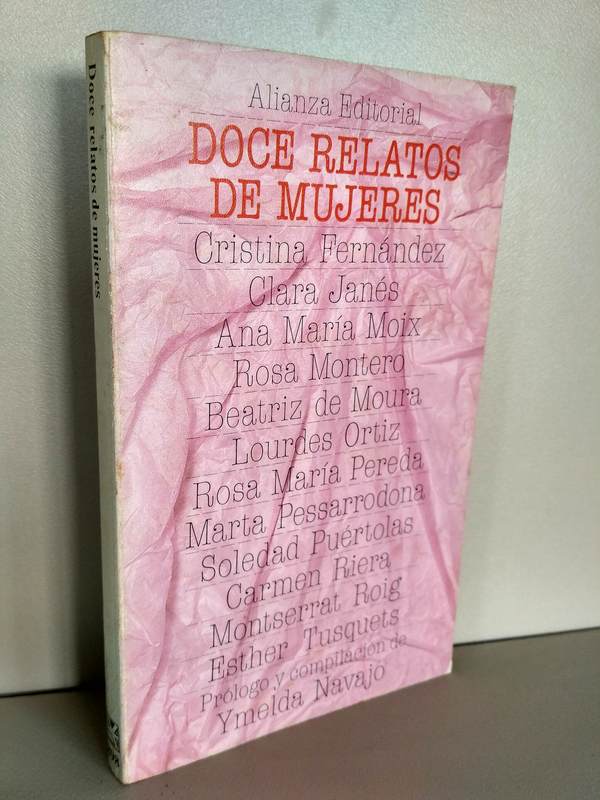 Alianza Editorial
DOCE RELATOS
DE MUJERES
Cristina Fernández
Clara Janés
Ana María Moix
Rosa Montero
Beatriz de Moura
Lourdes Ortiz
Rosa María Pereda
Marta Pessarrodona
Soledad Puértolas
Carmen Riera
Montserrat Roig
Esther Tusquets
Prólogo y compilación de
Ymelda Navajo
Doce relatos de mujeres